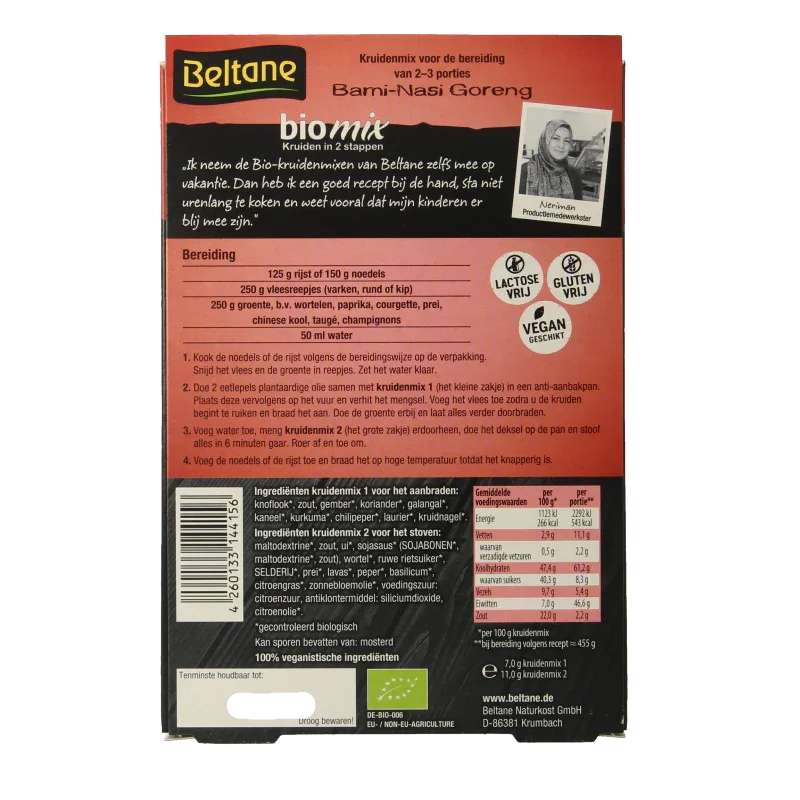 Beltane
Kruidenmix voor de bereiding
van 2–3 porties
Bami-Nasi Goreng
biomix
Kruiden in 2 stappen
„Ik neem de Bio-kruidenmixen van Beltane zelfs mee op
vakantie. Dan heb ik een goed recept bij de hand, sta niet
urenlang te koken en weet vooral dat mijn kinderen er
blij mee zijn.“
Neriman
Productiemedewerkster
Bereiding
125 g rijst of 150 g noedels
250 g vleesreepjes (varken, rund of kip)
250 g groente, b.v. wortelen, paprika, courgette, prei,
chinese kool, taugé, champignons
50 ml water
LACTOSE
VRIJ
GLUTEN
VRIJ
VEGAN
GESCHIKT
1. Kook de noedels of de rijst volgens de bereidingswijze op de verpakking.
Snijd het vlees en de groente in reepjes. Zet het water klaar.
2. Doe 2 eetlepels plantaardige olie samen met kruidenmix 1 (het kleine zakje) in een anti-aanbakpan.
Plaats deze vervolgens op het vuur en verhit het mengsel. Voeg het vlees toe zodra u de kruiden
begint te ruiken en braad het aan. Doe de groente erbij en laat alles verder doorbraden.
3. Voeg water toe, meng kruidenmix 2 (het grote zakje) erdoorheen, doe het deksel op de pan en stoof
alles in 6 minuten gaar. Roer af en toe om.
4. Voeg de noedels of de rijst toe en braad het op hoge temperatuur totdat het knapperig is.
4 260133 144156
Ingrediënten kruidenmix 1 voor het aanbraden:
knoflook*, zout, gember*, koriander*, galangal*,
kaneel*, kurkuma*, chilipeper*, laurier*, kruidnagel*.
Ingrediënten kruidenmix 2 voor het stoven:
maltodextrine*, zout, ui*, sojasaus* (SOJABONEN*,
maltodextrine*, zout), wortel*, ruwe rietsuiker*,
SELDERIJ*, prei*, lavas*, peper*, basilicum*,
citroengras*, zonnebloemolie*, voedingszuur:
citroenzuur, antiklontermiddel: siliciumdioxide,
citroenolie*.
*gecontroleerd biologisch
Kan sporen bevatten van: mosterd
100% veganistische ingrediënten
Gemiddelde voedingswaarden per 100 g* per portie**
Energie 1123 kJ 2292 kJ
266 kcal 543 kcal
Vetten 2,9 g 11,1 g
waarvan
verzadigde vetzuren 0,5 g 2,2 g
Koolhydraten 47,4 g 61,2 g
waarvan suikers 40,3 g 8,3 g
Vezels 9,7 g 5,4 g
Eiwitten 7,0 g 46,6 g
Zout 22,0 g 2,2 g
*per 100 g kruidenmix
**bij bereiding volgens recept ≈ 455 g
℮ 7,0 g kruidenmix 1
11,0 g kruidenmix 2
Tenminste houdbaar tot:
Droog bewaren!
DE-BIO-006
EU- / NON-EU-AGRICULTURE
www.beltane.de
Beltane Naturkost GmbH
D-86381 Krumbach